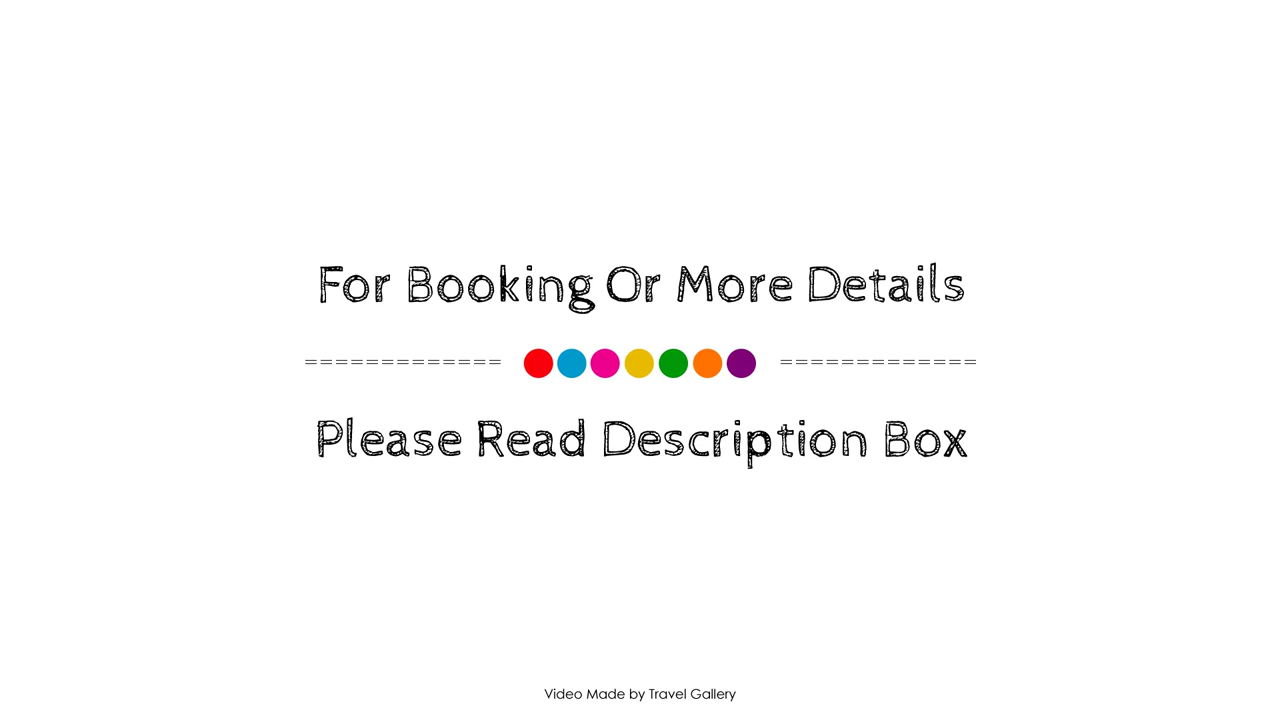 For Booking Or More Details
============= =============
Please Read Description Box
Video Made by Travel Gallery